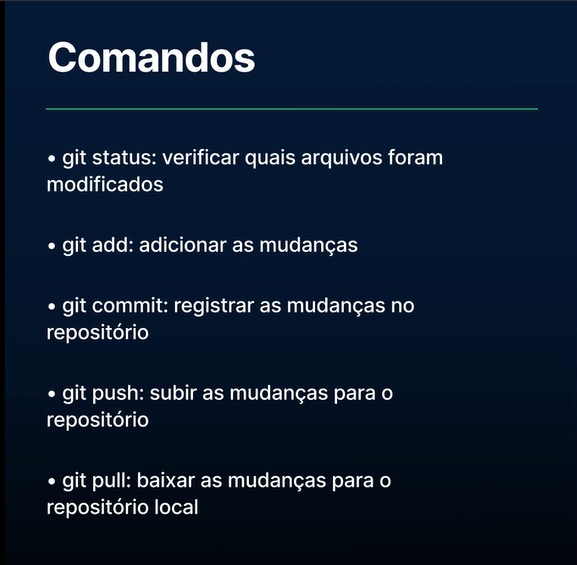 Comandos
• git status: verificar quais arquivos foram
modificados
• git add: adicionar as mudanças
• git commit: registrar as mudanças no
repositório
• git push: subir as mudanças para o
repositório
• git pull: baixar as mudanças para o
repositório local